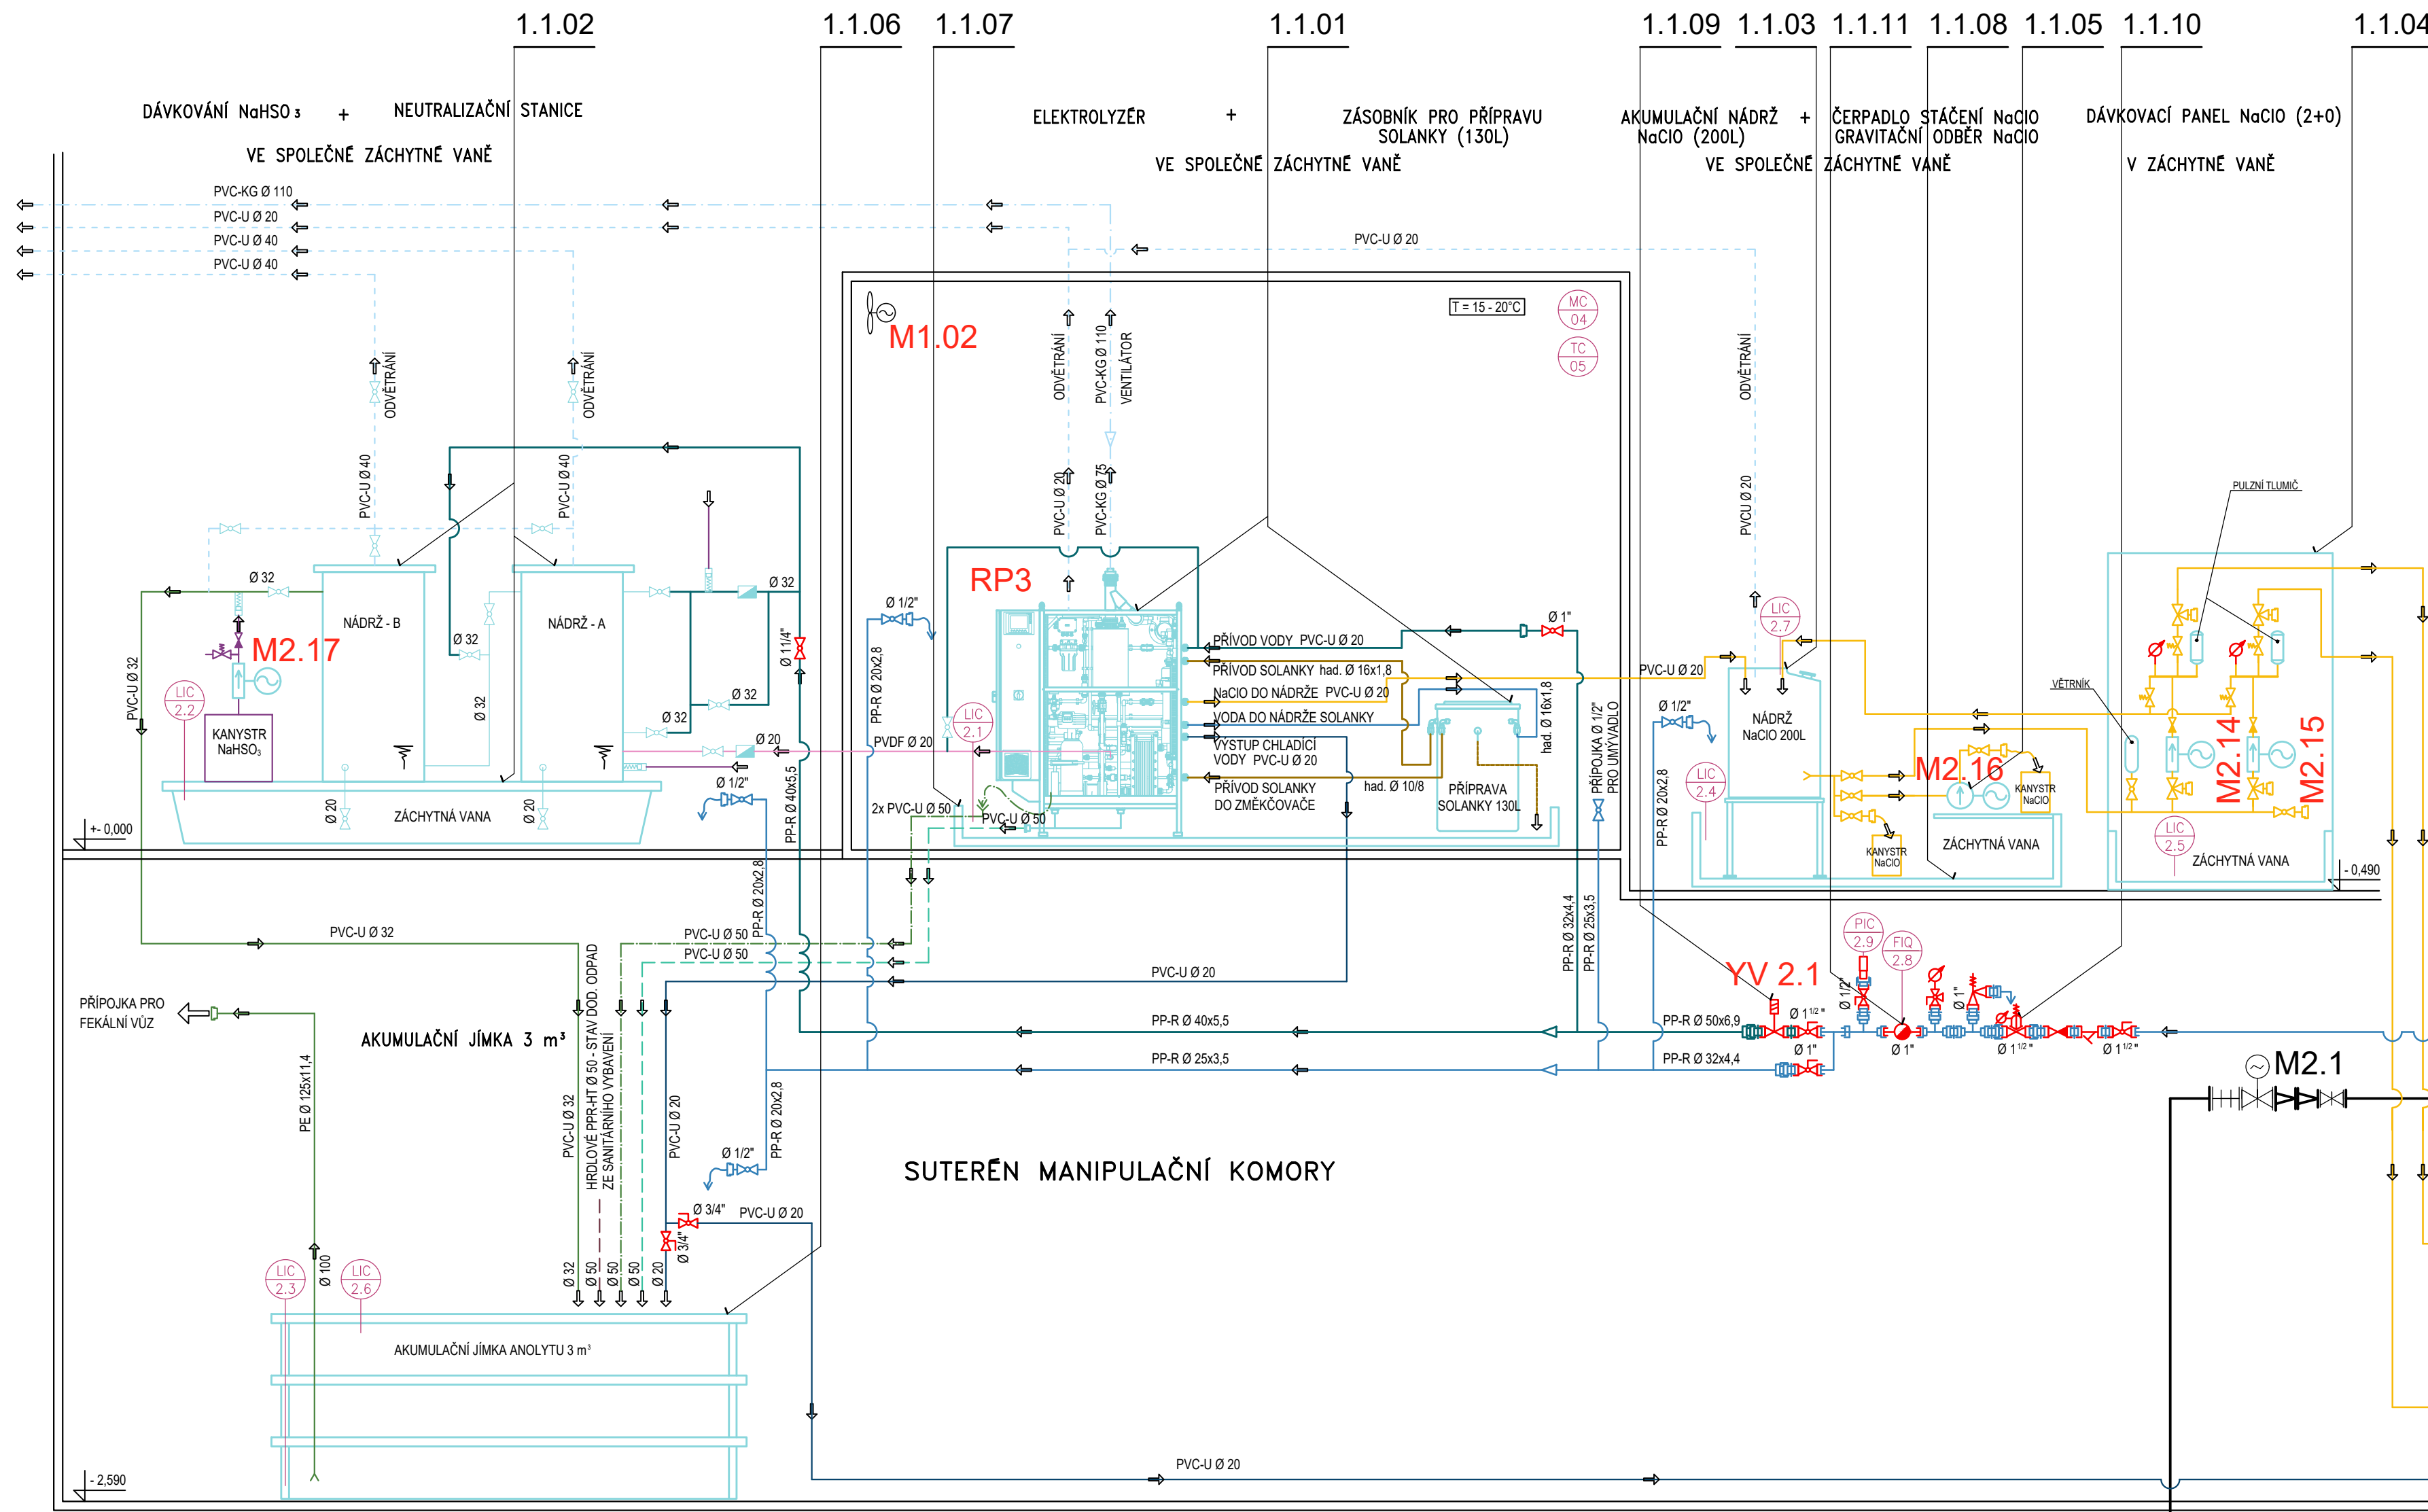 1.1.02
1.1.06
1.1.07
1.1.01
1.1.09
1.1.03
1.1.11
1.1.08
1.1.05
1.1.10
1.1.04
DÁVKOVÁNÍ NaHSO₃ + NEUTRALIZAČNÍ STANICE
VE SPOLEČNÉ ZÁCHYTNÉ VANĚ
ELEKTROLYZÉR + ZÁSOBNÍK PRO PŘÍPRAVU
SOLANKY (130L)
VE SPOLEČNÉ ZÁCHYTNÉ VANĚ
AKUMULAČNÍ NÁDRŽ + ČERPADLO STÁČENÍ NaClO
NaClO (200L) GRAVITAČNÍ ODBĚR NaClO
VE SPOLEČNÉ ZÁCHYTNÉ VANĚ
DÁVKOVACÍ PANEL NaClO (2+0)
V ZÁCHYTNÉ VANĚ
PVC-KG Ø 110
PVC-U Ø 20
PVC-U Ø 40
PVC-U Ø 40
PVC-U Ø 20
M1.02
T = 15 - 20°C
MC
04
TC
05
ODVĚTRÁNÍ
ODVĚTRÁNÍ
ODVĚTRÁNÍ
PVC-KG Ø 110
VENTILÁTOR
ODVĚTRÁNÍ
PVC-U Ø 40
PVC-U Ø 40
PVC-U Ø 20
PVC-KG Ø 75
PVCU Ø 20
PULZNÍ TLUMIČ
Ø 32
NÁDRŽ - B
NÁDRŽ - A
Ø 32
Ø 32
Ø 32
Ø 32
Ø 32
Ø 20
M2.17
LIC
2.2
KANYSTR
NaHSO₃
PVC-U Ø 32
Ø 20
Ø 20
ZÁCHYTNÁ VANA
+- 0,000
Ø 11/4"
PP-R Ø 40x5,5
Ø 1/2"
Ø 1/2"
PP-R Ø 20x2,8
PVDF Ø 20
RP3
LIC
2.1
2x PVC-U Ø 50
PVC-U Ø 50
PŘÍVOD VODY PVC-U Ø 20
PŘÍVOD SOLANKY had. Ø 16x1,8
NaClO DO NÁDRŽE PVC-U Ø 20
VODA DO NÁDRŽE SOLANKY
VÝSTUP CHLADÍCÍ
VODY PVC-U Ø 20
PŘÍVOD SOLANKY
DO ZMĚKČOVAČE
had. Ø 10/8
PŘÍPRAVA
SOLANKY 130L
had. Ø 16x1,8
Ø 1"
PŘÍPOJKA Ø 1/2"
PRO UMÝVADLO
PVC-U Ø 20
Ø 1/2"
PP-R Ø 20x2,8
LIC
2.7
NÁDRŽ
NaClO 200L
LIC
2.4
M2.16
KANYSTR
NaClO
KANYSTR
NaClO
ZÁCHYTNÁ VANA
VĚTRNÍK
M2.14
M2.15
LIC
2.5
ZÁCHYTNÁ VANA
- 0,490
PP-R Ø 20x2,8
PP-R Ø 32x4,4
PP-R Ø 25x3,5
PVC-U Ø 32
PVC-U Ø 50
PVC-U Ø 50
PVC-U Ø 20
PP-R Ø 40x5,5
PP-R Ø 25x3,5
PP-R Ø 50x6,9
PP-R Ø 32x4,4
YV 2.1
PIC
2.9
FIQ
2.8
Ø 1/2"
Ø 1"
Ø 1 1/2 "
Ø 1"
Ø 1"
Ø 1 1/2 "
Ø 1 1/2 "
M2.1
PŘÍPOJKA PRO
FEKÁLNÍ VŮZ
AKUMULAČNÍ JÍMKA 3 m³
PE Ø 125x11,4
PVC-U Ø 32
HRDLOVÉ PPR-HT Ø 50 - STÁV DOD. ODPAD
ZE SANITÁRNÍHO VYBAVENÍ
PVC-U Ø 20
PP-R Ø 20x2,8
Ø 1/2"
SUTERÉN MANIPULAČNÍ KOMORY
Ø 3/4"
PVC-U Ø 20
Ø 3/4"
LIC
2.3
Ø 100
LIC
2.6
Ø 32
Ø 50
Ø 50
Ø 50
Ø 20
AKUMULAČNÍ JÍMKA ANOLYTU 3 m³
- 2,590
PVC-U Ø 20